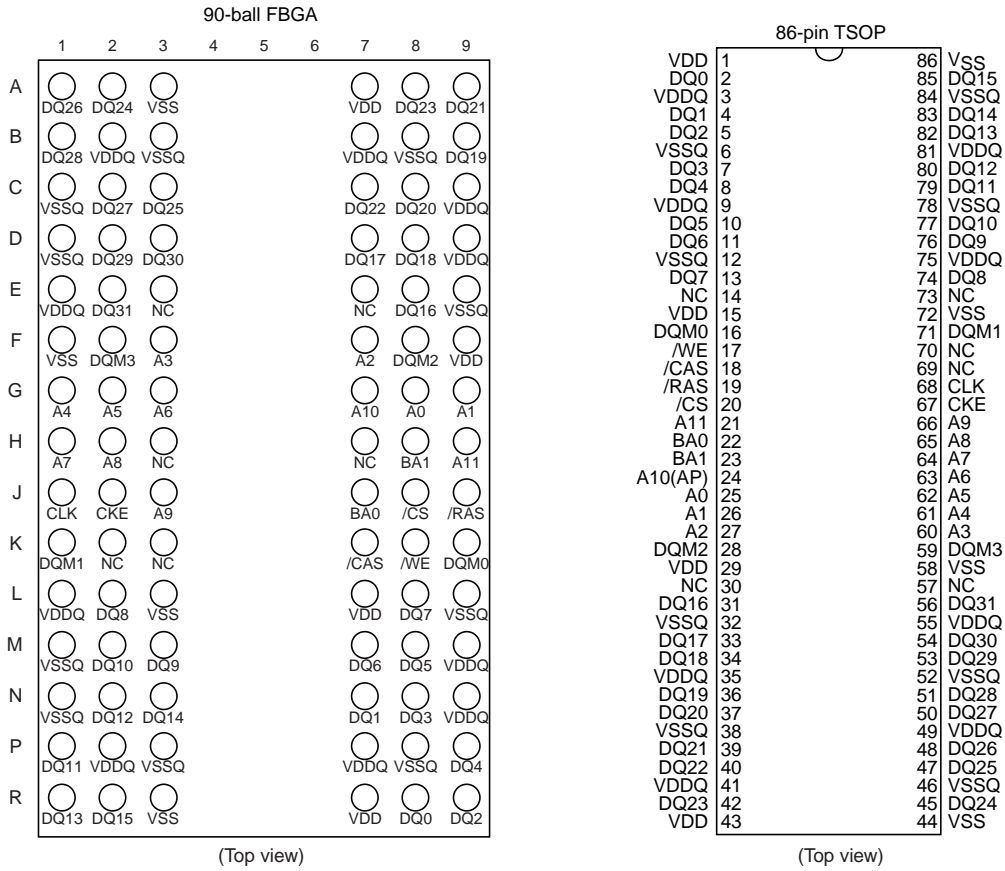 90-ball FBGA
1 2 3 4 5 6 7 8 9
A
DQ26 DQ24 VSS VDD DQ23 DQ21
B
DQ28 VDDQ VSSQ VDDQ VSSQ DQ19
C
VSSQ DQ27 DQ25 DQ22 DQ20 VDDQ
D
VSSQ DQ29 DQ30 DQ17 DQ18 VDDQ
E
VDDQ DQ31 NC NC DQ16 VSSQ
F
VSS DQM3 A3 A2 DQM2 VDD
G
A4 A5 A6 A10 A0 A1
H
A7 A8 NC NC BA1 A11
J
CLK CKE A9 BA0 /CS /RAS
K
DQM1 NC NC /CAS /WE DQM0
L
VDDQ DQ8 VSS VDD DQ7 VSSQ
M
VSSQ DQ10 DQ9 DQ6 DQ5 VDDQ
N
VSSQ DQ12 DQ14 DQ1 DQ3 VDDQ
P
DQ11 VDDQ VSSQ VDDQ VSSQ DQ4
R
DQ13 DQ15 VSS VDD DQ0 DQ2
(Top view)
86-pin TSOP
VDD 1 86 VSS
DQ0 2 85 DQ15
VDDQ 3 84 VSSQ
DQ1 4 83 DQ14
DQ2 5 82 DQ13
VSSQ 6 81 VDDQ
DQ3 7 80 DQ12
DQ4 8 79 DQ11
VDDQ 9 78 VSSQ
DQ5 10 77 DQ10
DQ6 11 76 DQ9
VSSQ 12 75 VDDQ
DQ7 13 74 DQ8
NC 14 73 NC
VDD 15 72 VSS
DQM0 16 71 DQM1
/WE 17 70 NC
/CAS 18 69 NC
/RAS 19 68 CLK
/CS 20 67 CKE
A11 21 66 A9
BA0 22 65 A8
BA1 23 64 A7
A10(AP) 24 63 A6
A0 25 62 A5
A1 26 61 A4
A2 27 60 A3
DQM2 28 59 DQM3
VDD 29 58 VSS
NC 30 57 NC
DQ16 31 56 DQ31
VSSQ 32 55 VDDQ
DQ17 33 54 DQ30
DQ18 34 53 DQ29
VDDQ 35 52 VSSQ
DQ19 36 51 DQ28
DQ20 37 50 DQ27
VSSQ 38 49 VDDQ
DQ21 39 48 DQ26
DQ22 40 47 DQ25
VDDQ 41 46 VSSQ
DQ23 42 45 DQ24
VDD 43 44 VSS
(Top view)